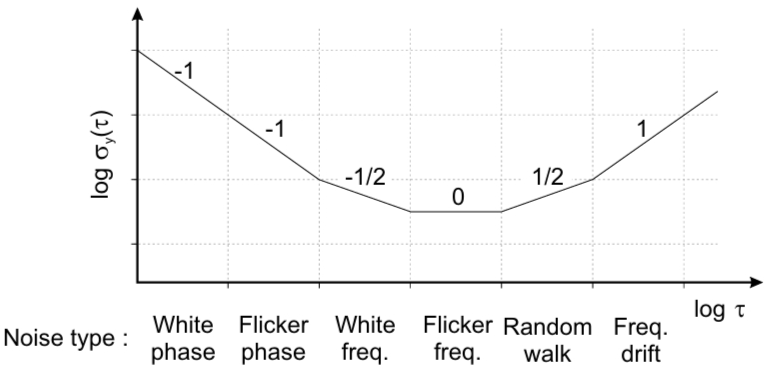 -1
-1
-1/2
0
1/2
1
log σy(τ)
log τ
Noise type :
White phase
Flicker phase
White freq.
Flicker freq.
Random walk
Freq. drift